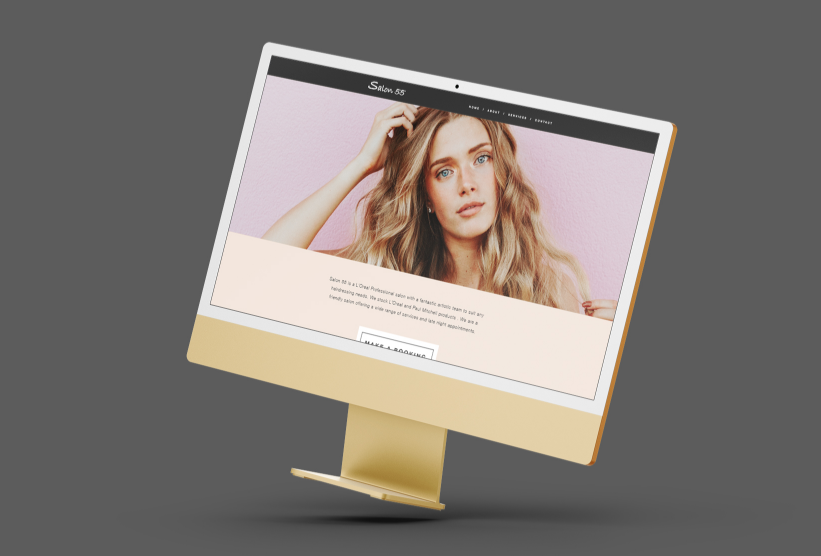 Salon 55
HOME | ABOUT | SERVICES | CONTACT
Salon 55 is a L'Oreal Professional salon with a fantastic artistic team to suit any
hairdressing needs. We stock L'Oreal and Paul Mitchell products. We are a
friendly salon offering a wide range of services and late night appointments.
MAKE A BOOKING